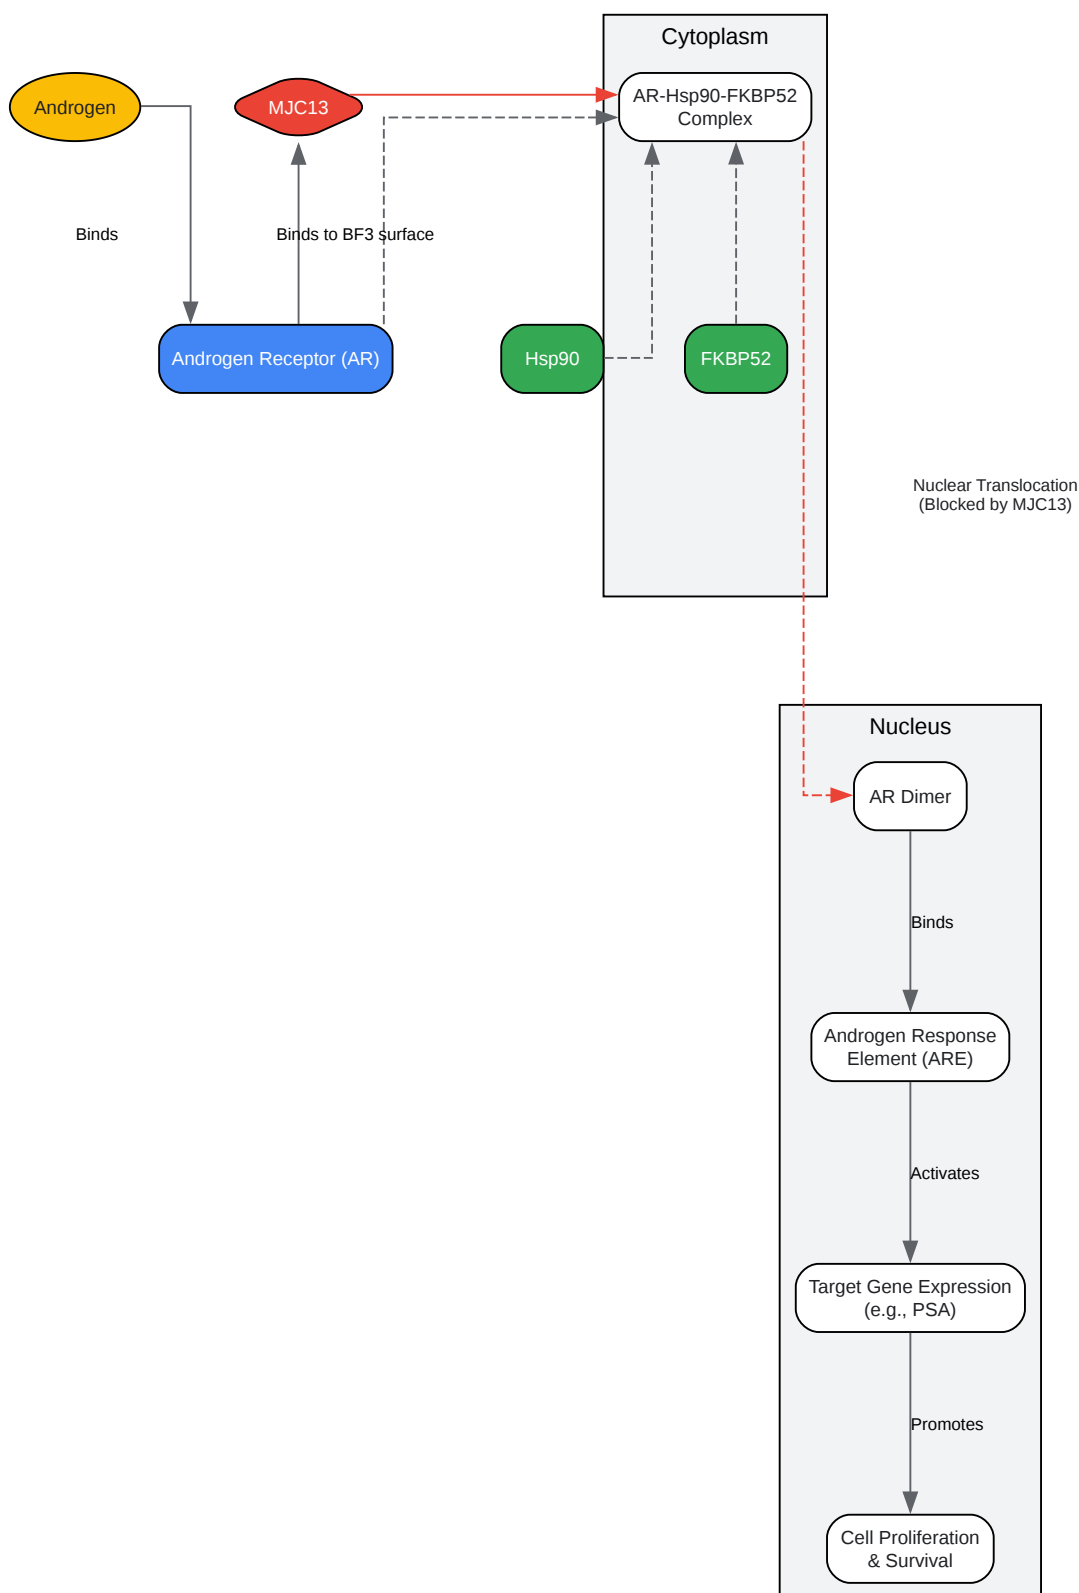 Cytoplasm
Androgen
MJC13
AR-Hsp90-FKBP52
Complex
Binds
Binds to BF3 surface
Androgen Receptor (AR)
Hsp90
FKBP52
Nuclear Translocation
(Blocked by MJC13)
Nucleus
AR Dimer
Binds
Androgen Response
Element (ARE)
Activates
Target Gene Expression
(e.g., PSA)
Promotes
Cell Proliferation
& Survival